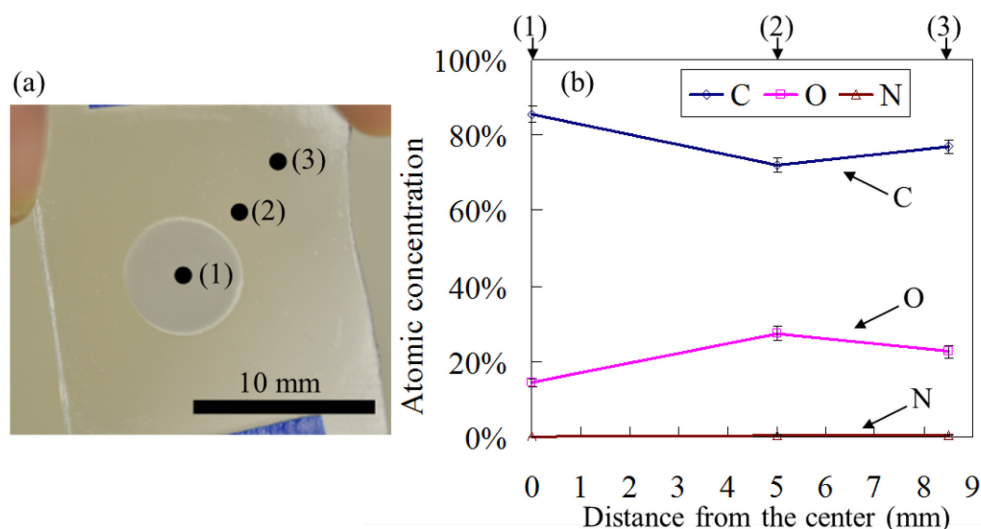 (a)
(1)
(2)
(3)
10 mm
(b)
(1) (2) (3)
C O N
100%
80%
60%
40%
20%
0%
C
O
N
0 1 2 3 4 5 6 7 8 9
Atomic concentration
Distance from the center (mm)